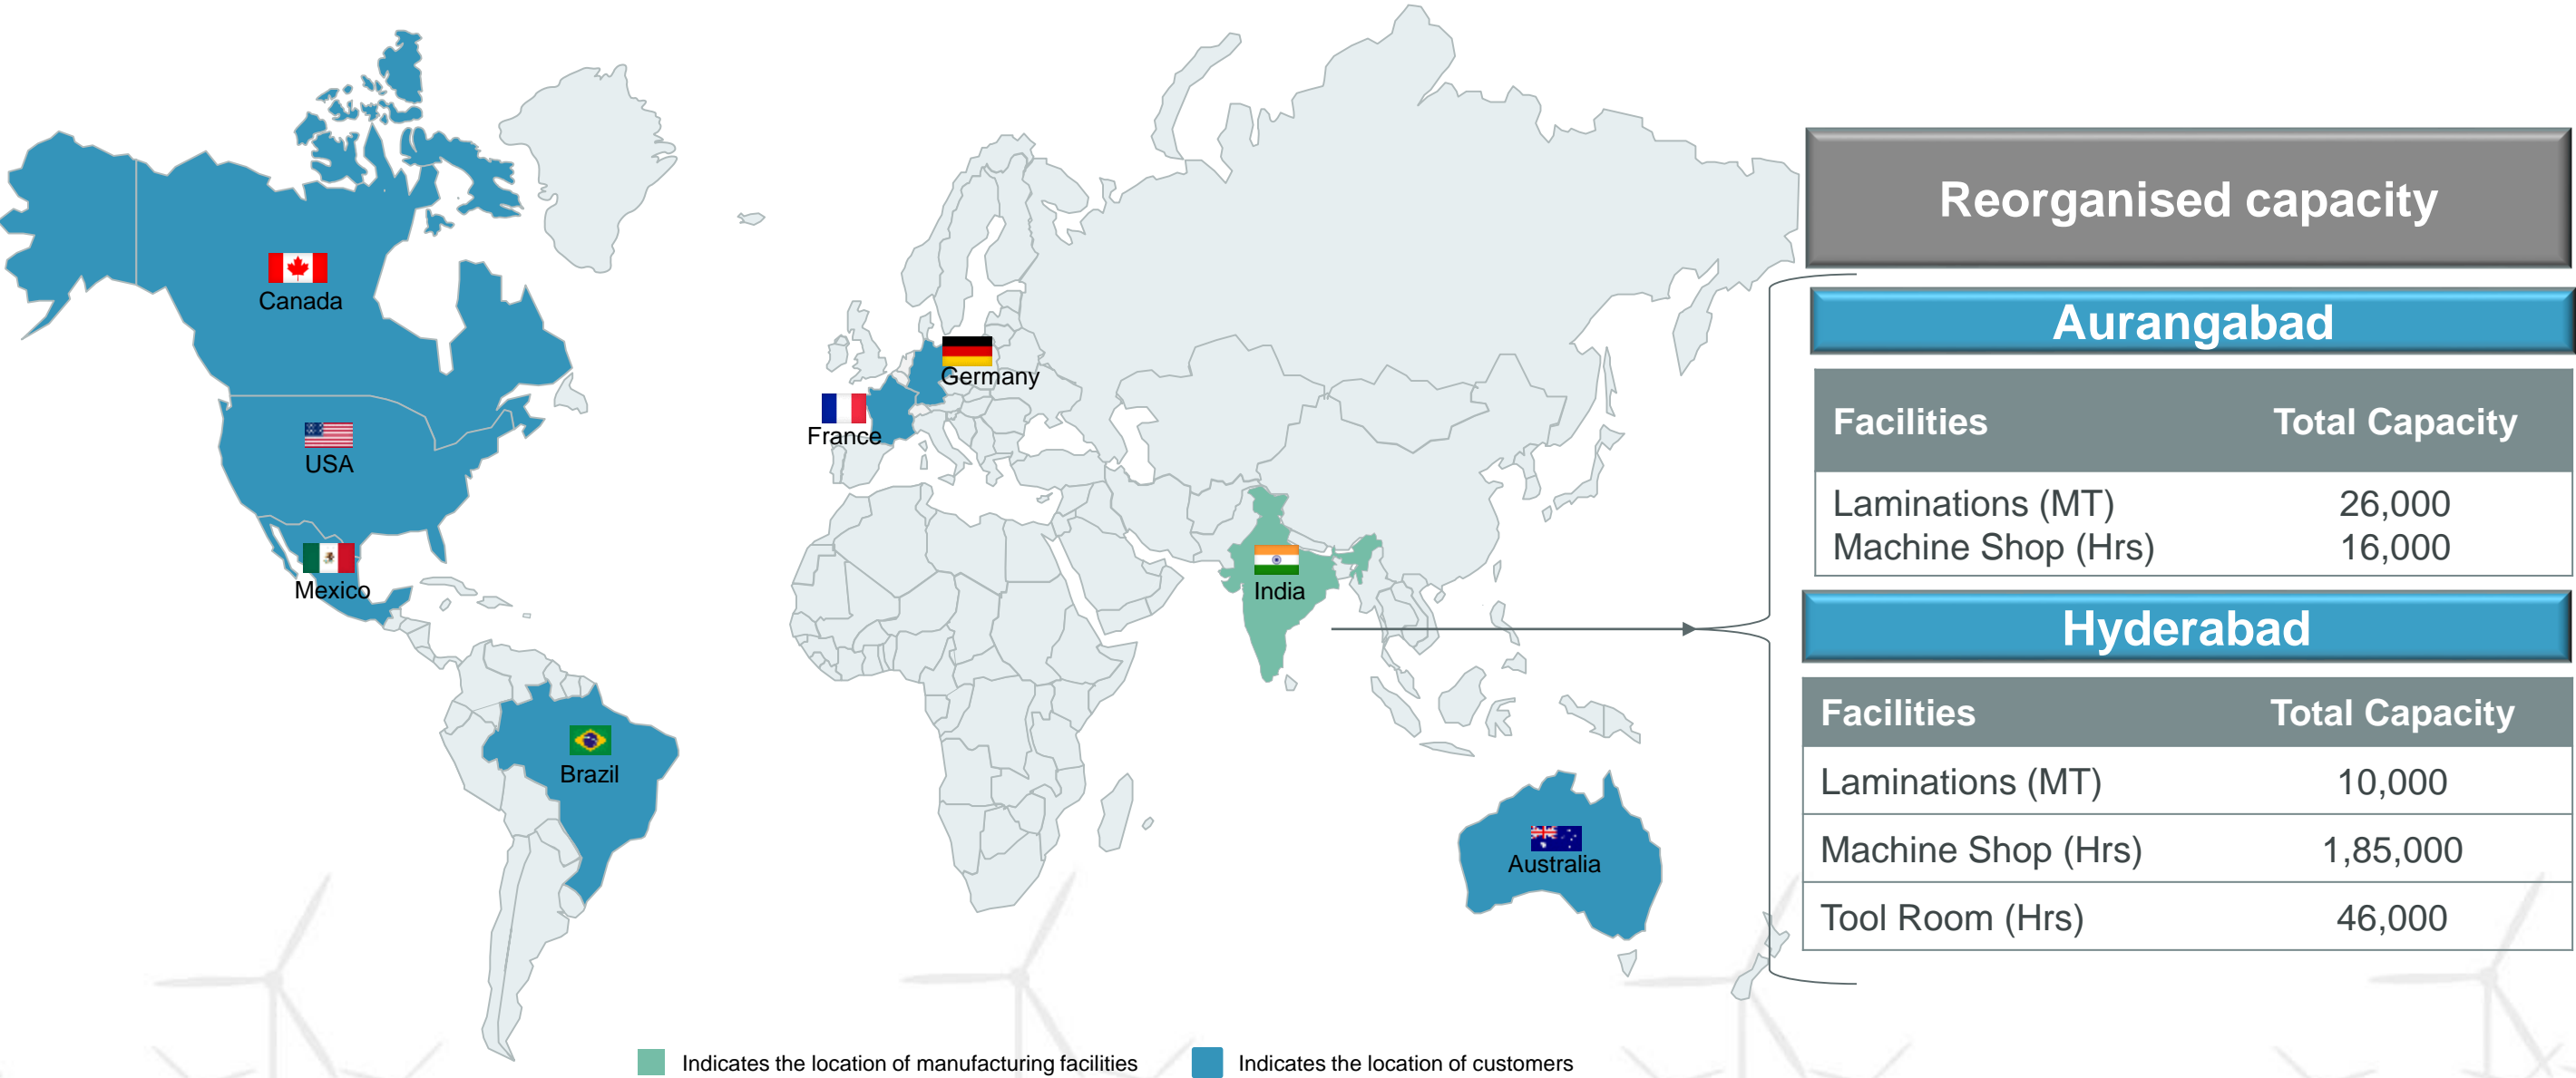 Canada
USA
Mexico
Brazil
Germany
France
India
Australia
Reorganised capacity
Aurangabad
Facilities Total Capacity
Laminations (MT) 26,000
Machine Shop (Hrs) 16,000
Hyderabad
Facilities Total Capacity
Laminations (MT) 10,000
Machine Shop (Hrs) 1,85,000
Tool Room (Hrs) 46,000
Indicates the location of manufacturing facilities
Indicates the location of customers